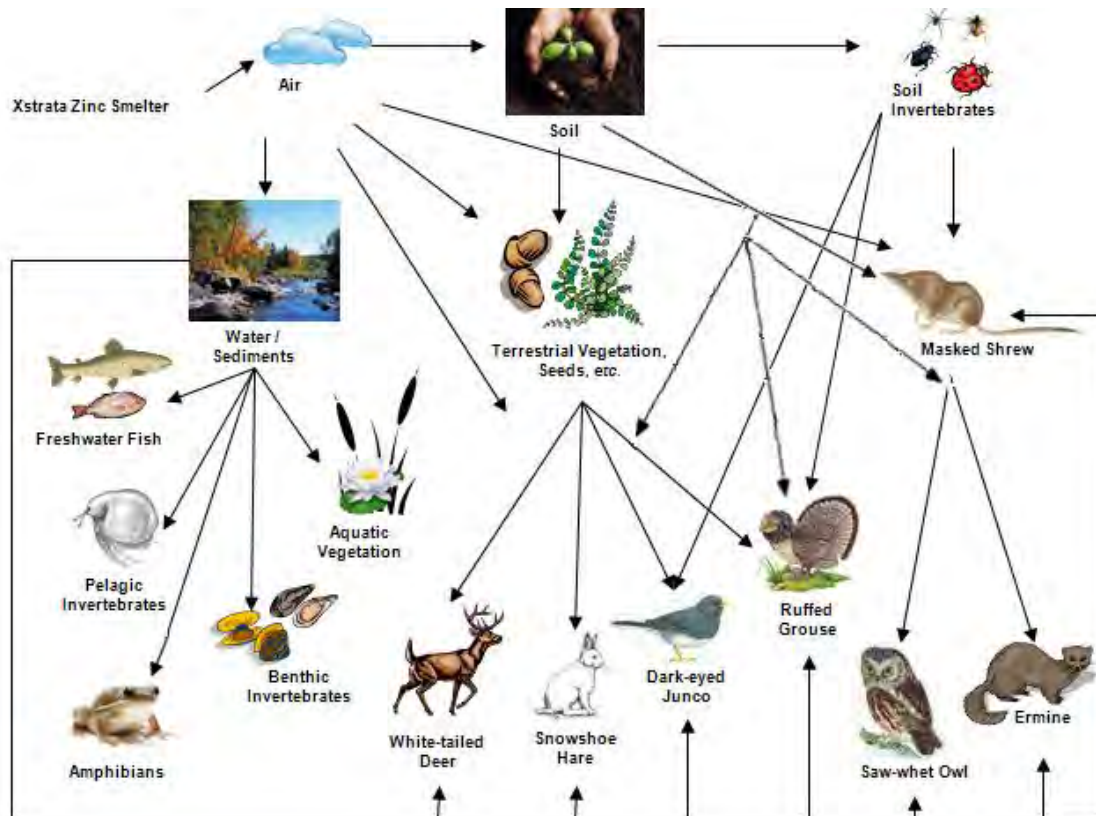 Air
Xstrata Zinc Smelter
Soil
Soil
Invertebrates
Water /
Sediments
Terrestrial Vegetation,
Seeds, etc.
Masked Shrew
Freshwater Fish
Aquatic
Vegetation
Pelagic
Invertebrates
Benthic
Invertebrates
Amphibians
White-tailed
Deer
Snowshoe
Hare
Dark-eyed
Junco
Ruffed
Grouse
Saw-whet Owl
Ermine